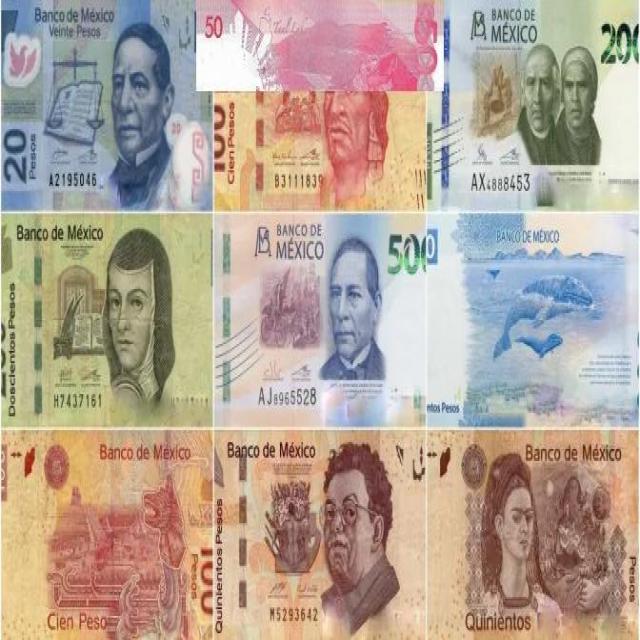 Banco de México
Veinte Pesos
20
Pesos
A2195046
50
100
Cien Pesos
B3111839
BANCO DE
MÉXICO
200
AX4888453
Banco de México
Doscientos Pesos
H7437161
BANCO DE
MÉXICO
500
AJ8965528
BANCO DE MÉXICO
ntos Pesos
Banco de México
Cien Peso
100
Pesos
Banco de México
Quinientos Pesos
M5293642
Banco de México
Quinientos
Pesos